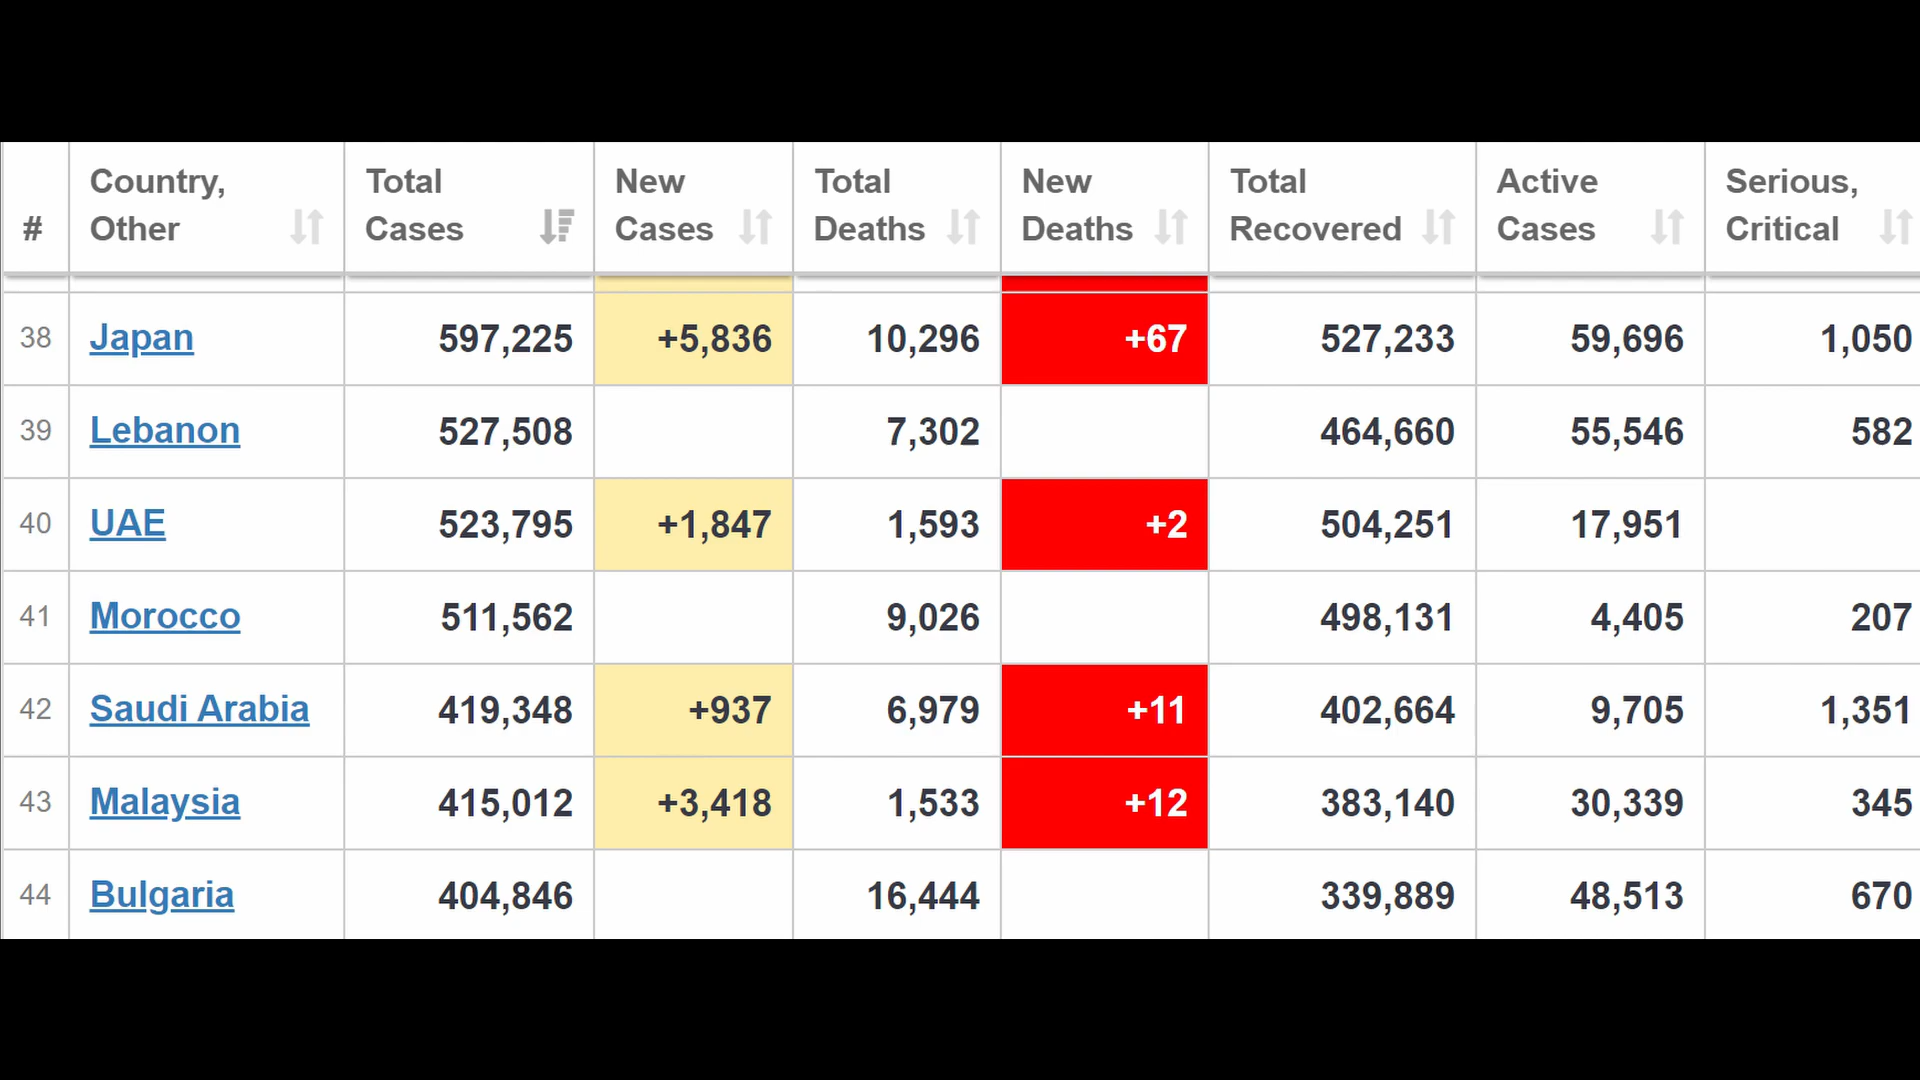 # Country, Other Total Cases New Cases Total Deaths New Deaths Total Recovered Active Cases Serious, Critical
38 Japan 597,225 +5,836 10,296 +67 527,233 59,696 1,050
39 Lebanon 527,508 7,302 464,660 55,546 582
40 UAE 523,795 +1,847 1,593 +2 504,251 17,951
41 Morocco 511,562 9,026 498,131 4,405 207
42 Saudi Arabia 419,348 +937 6,979 +11 402,664 9,705 1,351
43 Malaysia 415,012 +3,418 1,533 +12 383,140 30,339 345
44 Bulgaria 404,846 16,444 339,889 48,513 670